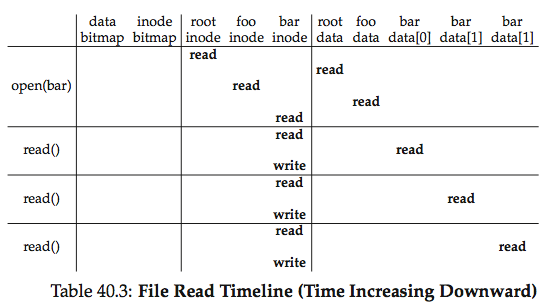 data inode root foo bar root foo bar bar bar
bitmap bitmap inode inode inode data data data[0] data[1] data[1]
read
read
open(bar) read
read
read
read
read() read
write
read
read() read
write
read
read() read
write
Table 40.3: File Read Timeline (Time Increasing Downward)